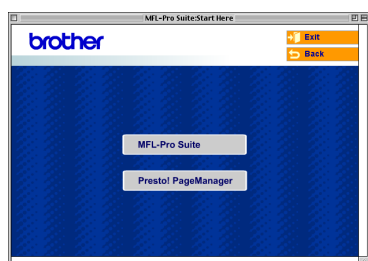 MFL-Pro Suite:Start Here
brother
Exit
Back
MFL-Pro Suite
Presto! PageManager